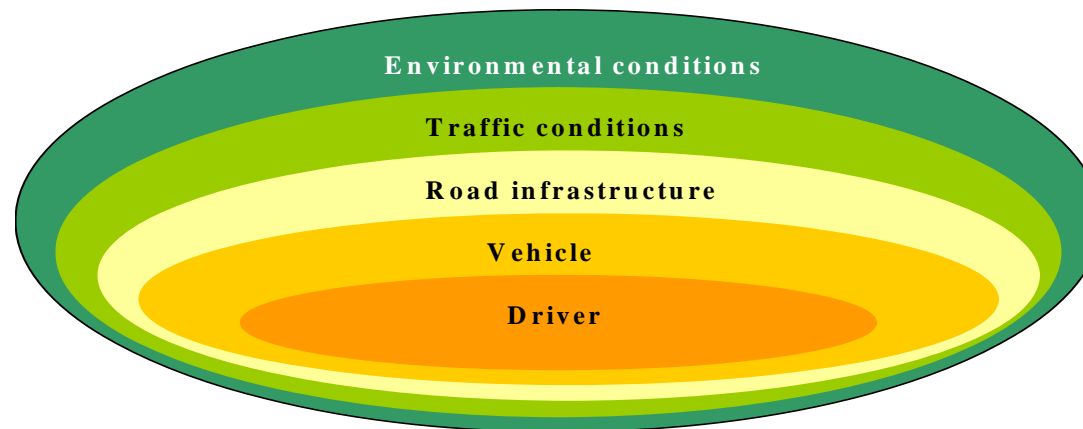 Environmental conditions
Traffic conditions
Road infrastructure
Vehicle
Driver